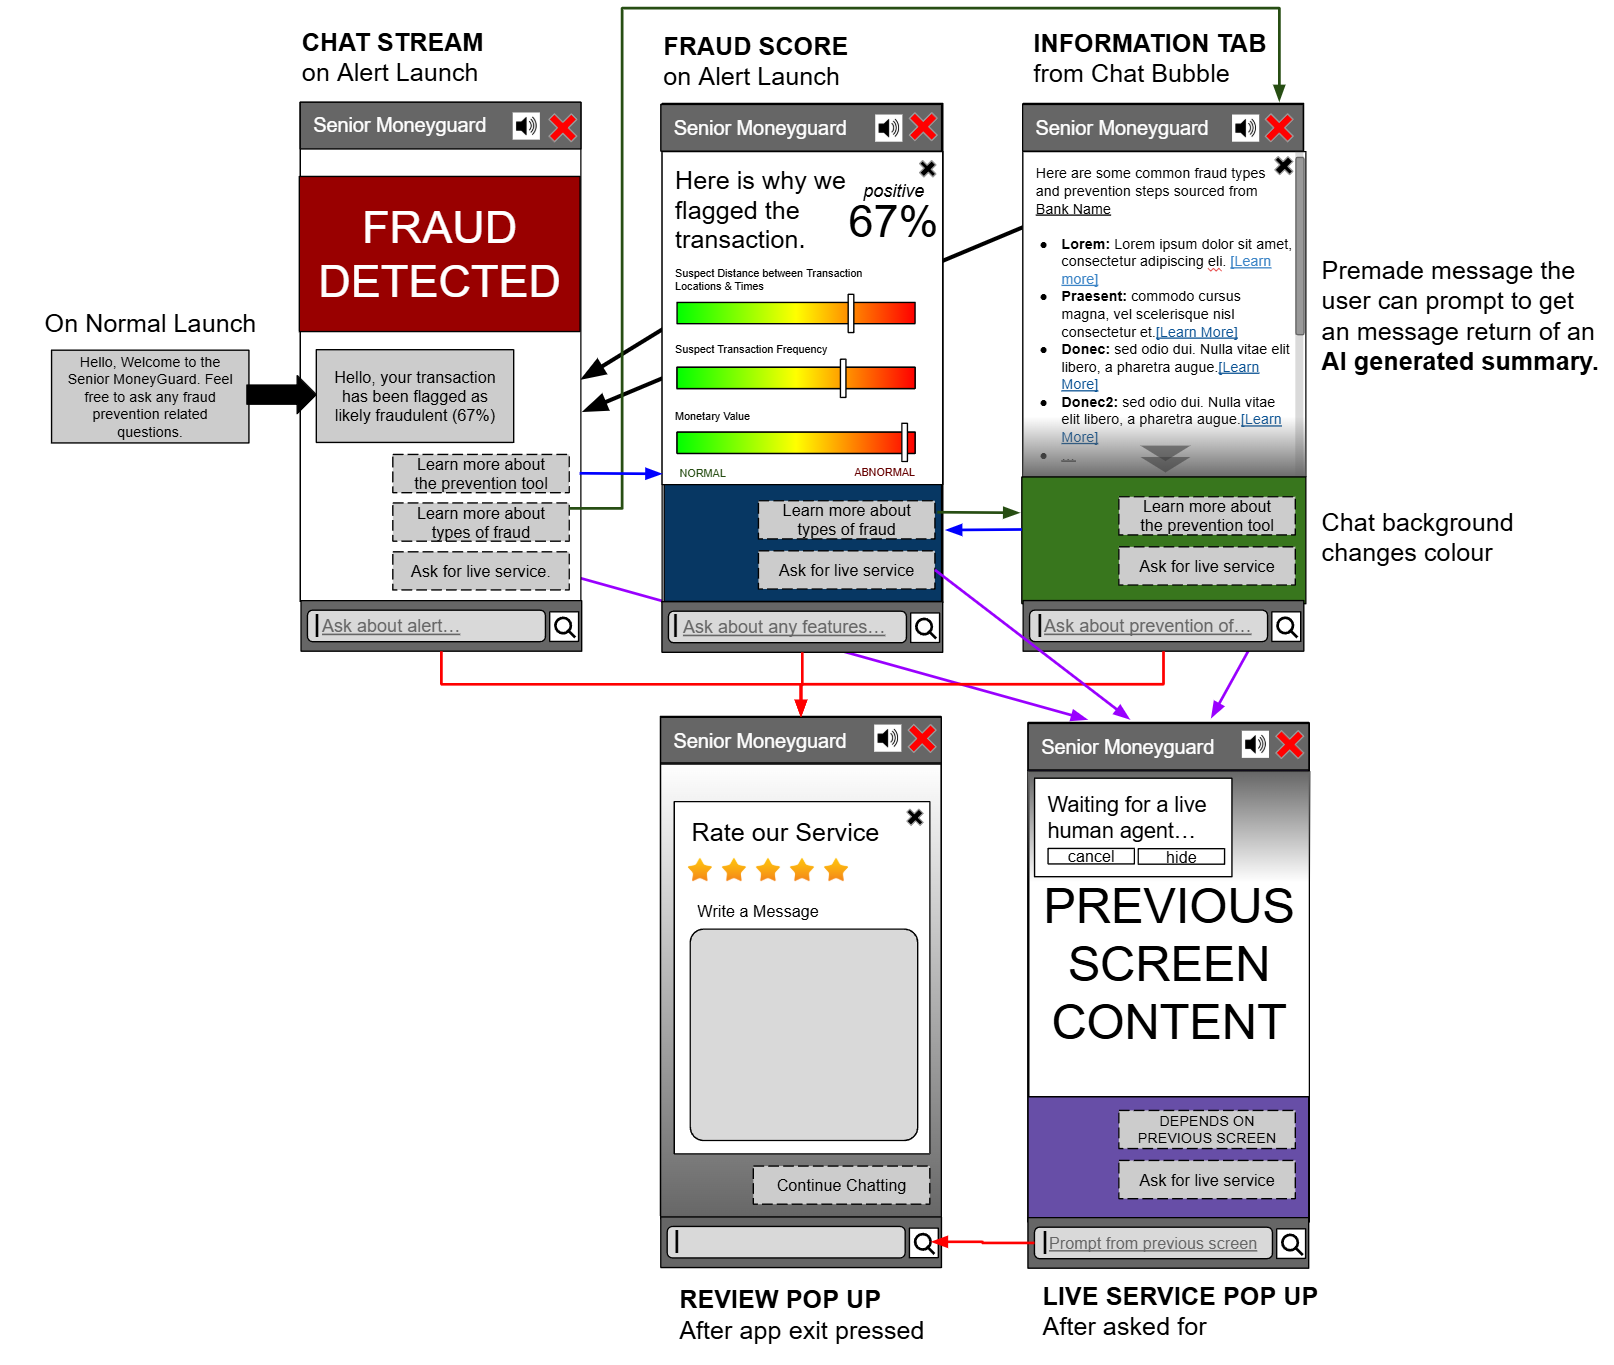 CHAT STREAM
on Alert Launch
FRAUD SCORE
on Alert Launch
INFORMATION TAB
from Chat Bubble
On Normal Launch
Hello, Welcome to the
Senior MoneyGuard. Feel
free to ask any fraud
prevention related
questions.
Senior Moneyguard
FRAUD
DETECTED
Hello, your transaction
has been flagged as
likely fraudulent (67%)
Learn more about
the prevention tool
Learn more about
types of fraud
Ask for live service.
Ask about alert...
Senior Moneyguard
Here is why we
flagged the
transaction.
positive
67%
Suspect Distance between Transaction
Locations & Times
Suspect Transaction Frequency
Monetary Value
NORMAL
ABNORMAL
Learn more about
types of fraud
Ask for live service
Ask about any features...
Senior Moneyguard
Here are some common fraud types
and prevention steps sourced from
Bank Name
● Lorem: Lorem ipsum dolor sit amet,
consectetur adipiscing eli. [Learn
more]
● Praesent: commodo cursus
magna, vel scelerisque nisl
consectetur et.[Learn More]
● Donec: sed odio dui. Nulla vitae elit
libero, a pharetra augue.[Learn
More]
● Donec2: sed odio dui. Nulla vitae
elit libero, a pharetra augue.[Learn
More]
● ...
Learn more about
the prevention tool
Ask for live service
Ask about prevention of...
Premade message the
user can prompt to get
an message return of an
AI generated summary.
Chat background
changes colour
Senior Moneyguard
Rate our Service
Write a Message
Continue Chatting
REVIEW POP UP
After app exit pressed
Senior Moneyguard
Waiting for a live
human agent...
cancel
hide
PREVIOUS
SCREEN
CONTENT
DEPENDS ON
PREVIOUS SCREEN
Ask for live service
Prompt from previous screen
LIVE SERVICE POP UP
After asked for